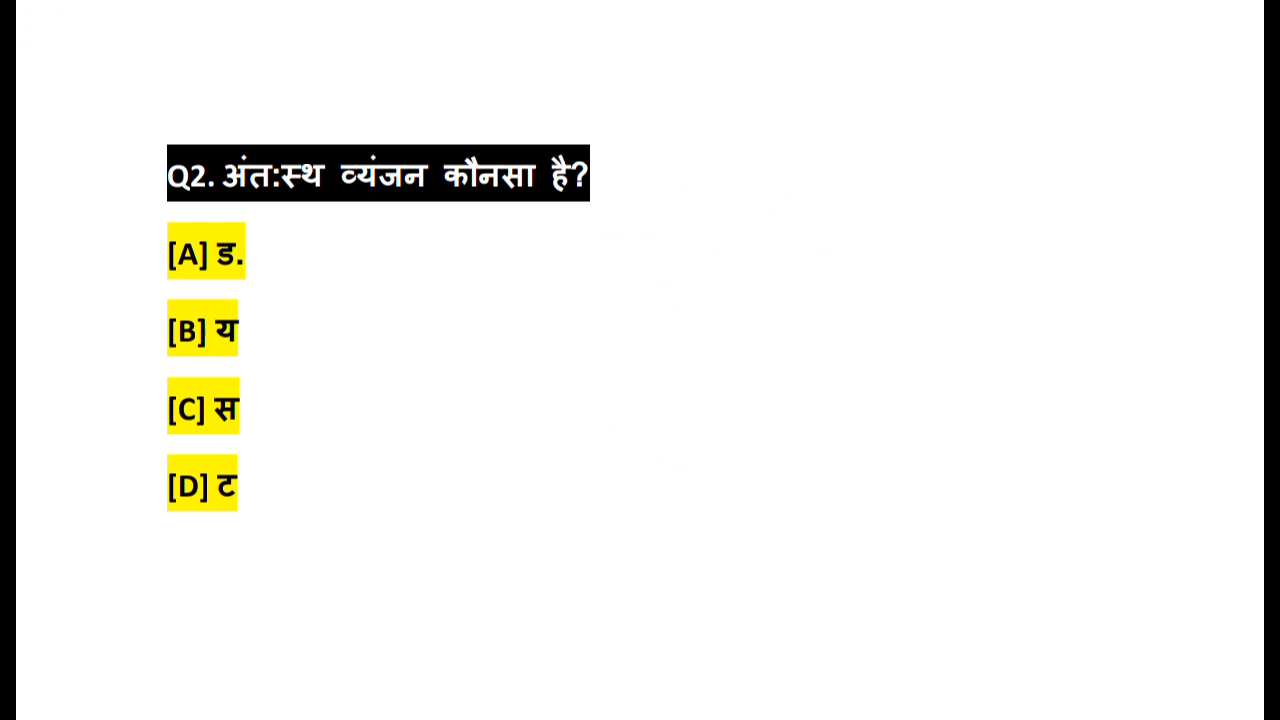 Q2. अंत:स्थ व्यंजन कौनसा है?
[A] ड.
[B] य
[C] स
[D] ट